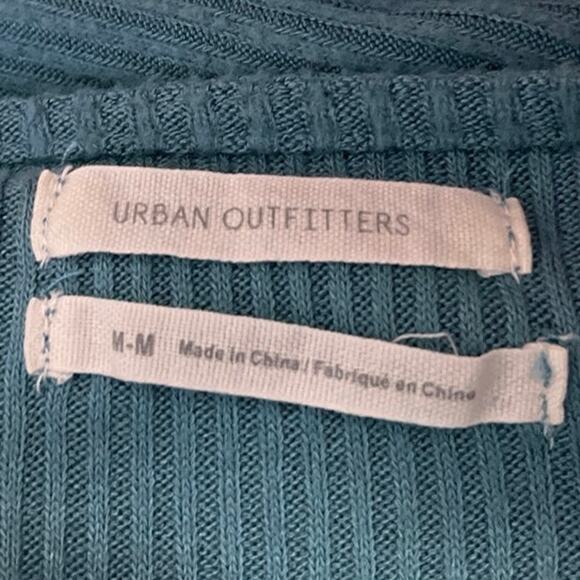 URBAN OUTFITTERS
M-M Made in China / Fabriqué en Chine